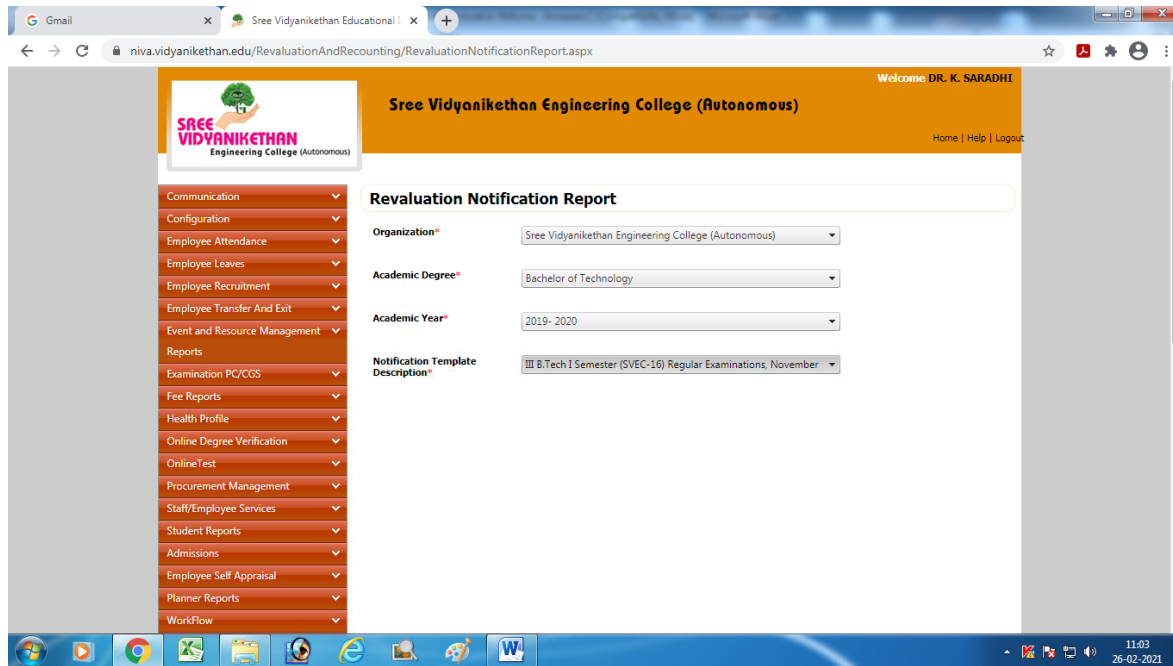 Gmail
Sree Vidyanikethan Educational I
niva.vidyanikethan.edu/RevaluationAndRecounting/RevaluationNotificationReport.aspx
Welcome DR. K. SARADHI
SREE
VIDYANIKETHAN
Engineering College (Autonomous)
Sree Vidyanikethan Engineering College (Autonomous)
Home | Help | Logout
Communication
Configuration
Employee Attendance
Employee Leaves
Employee Recruitment
Employee Transfer And Exit
Event and Resource Management
Reports
Examination PC/CGS
Fee Reports
Health Profile
Online Degree Verification
OnlineTest
Procurement Management
Staff/Employee Services
Student Reports
Admissions
Employee Self Appraisal
Planner Reports
WorkFlow
Revaluation Notification Report
Organization*
Sree Vidyanikethan Engineering College (Autonomous)
Academic Degree*
Bachelor of Technology
Academic Year*
2019- 2020
Notification Template
Description*
III B.Tech I Semester (SVEC-16) Regular Examinations, November
11:03
26-02-2021